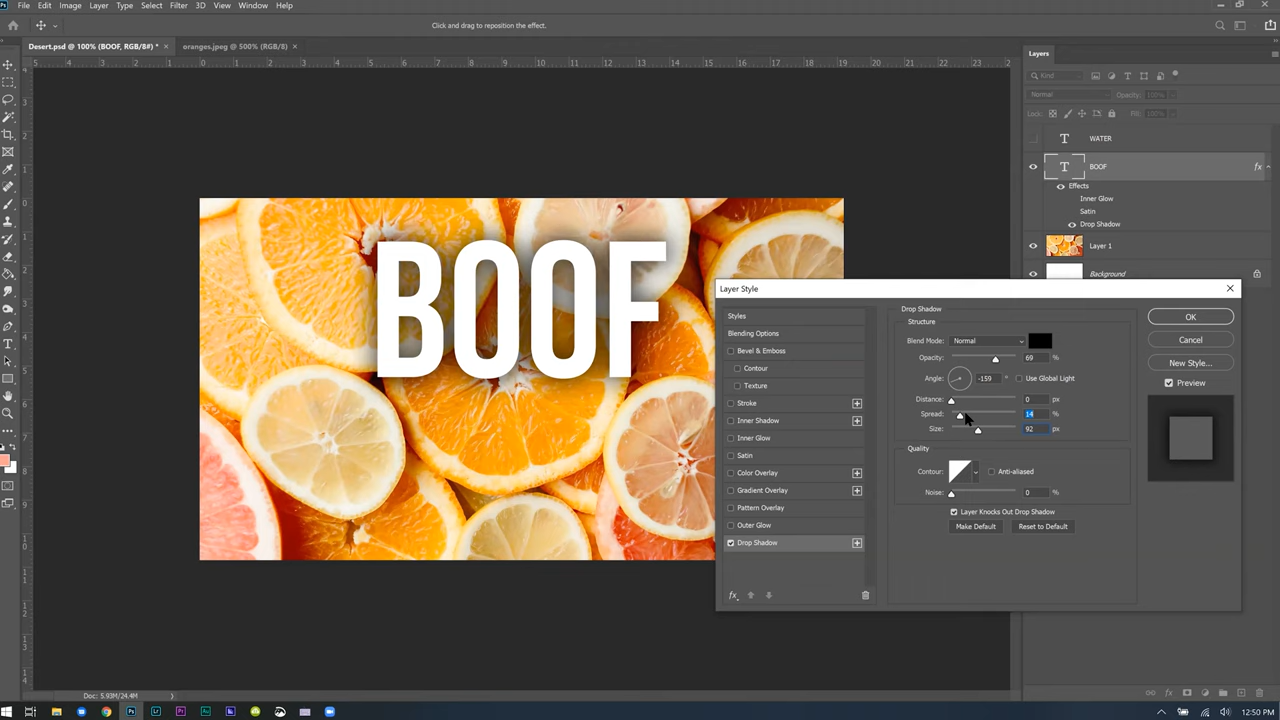 File Edit Image Layer Type Select Filter 3D View Window Help
Click and drag to reposition the effect.
Desert.psd @ 100% (BOOF, RGB/8#) * ×
oranges.jpeg @ 500% (RGB/8) ×
Layers
Kind
Normal Opacity: 100%
Lock: Fill: 100%
WATER
BOOF fx
Effects
Inner Glow
Satin
Drop Shadow
Layer 1
Background
BOOF
Layer Style
Styles
Blending Options
Bevel & Emboss
Contour
Texture
Stroke
Inner Shadow
Inner Glow
Satin
Color Overlay
Gradient Overlay
Pattern Overlay
Outer Glow
Drop Shadow
fx
Drop Shadow
Structure
Blend Mode: Normal
Opacity: 69 %
Angle: -159 ° Use Global Light
Distance: 0 px
Spread: 14 %
Size: 92 px
Quality
Contour: Anti-aliased
Noise: 0 %
Layer Knocks Out Drop Shadow
Make Default Reset to Default
OK
Cancel
New Style...
Preview
Doc: 5.93M/24.4M
12:50 PM